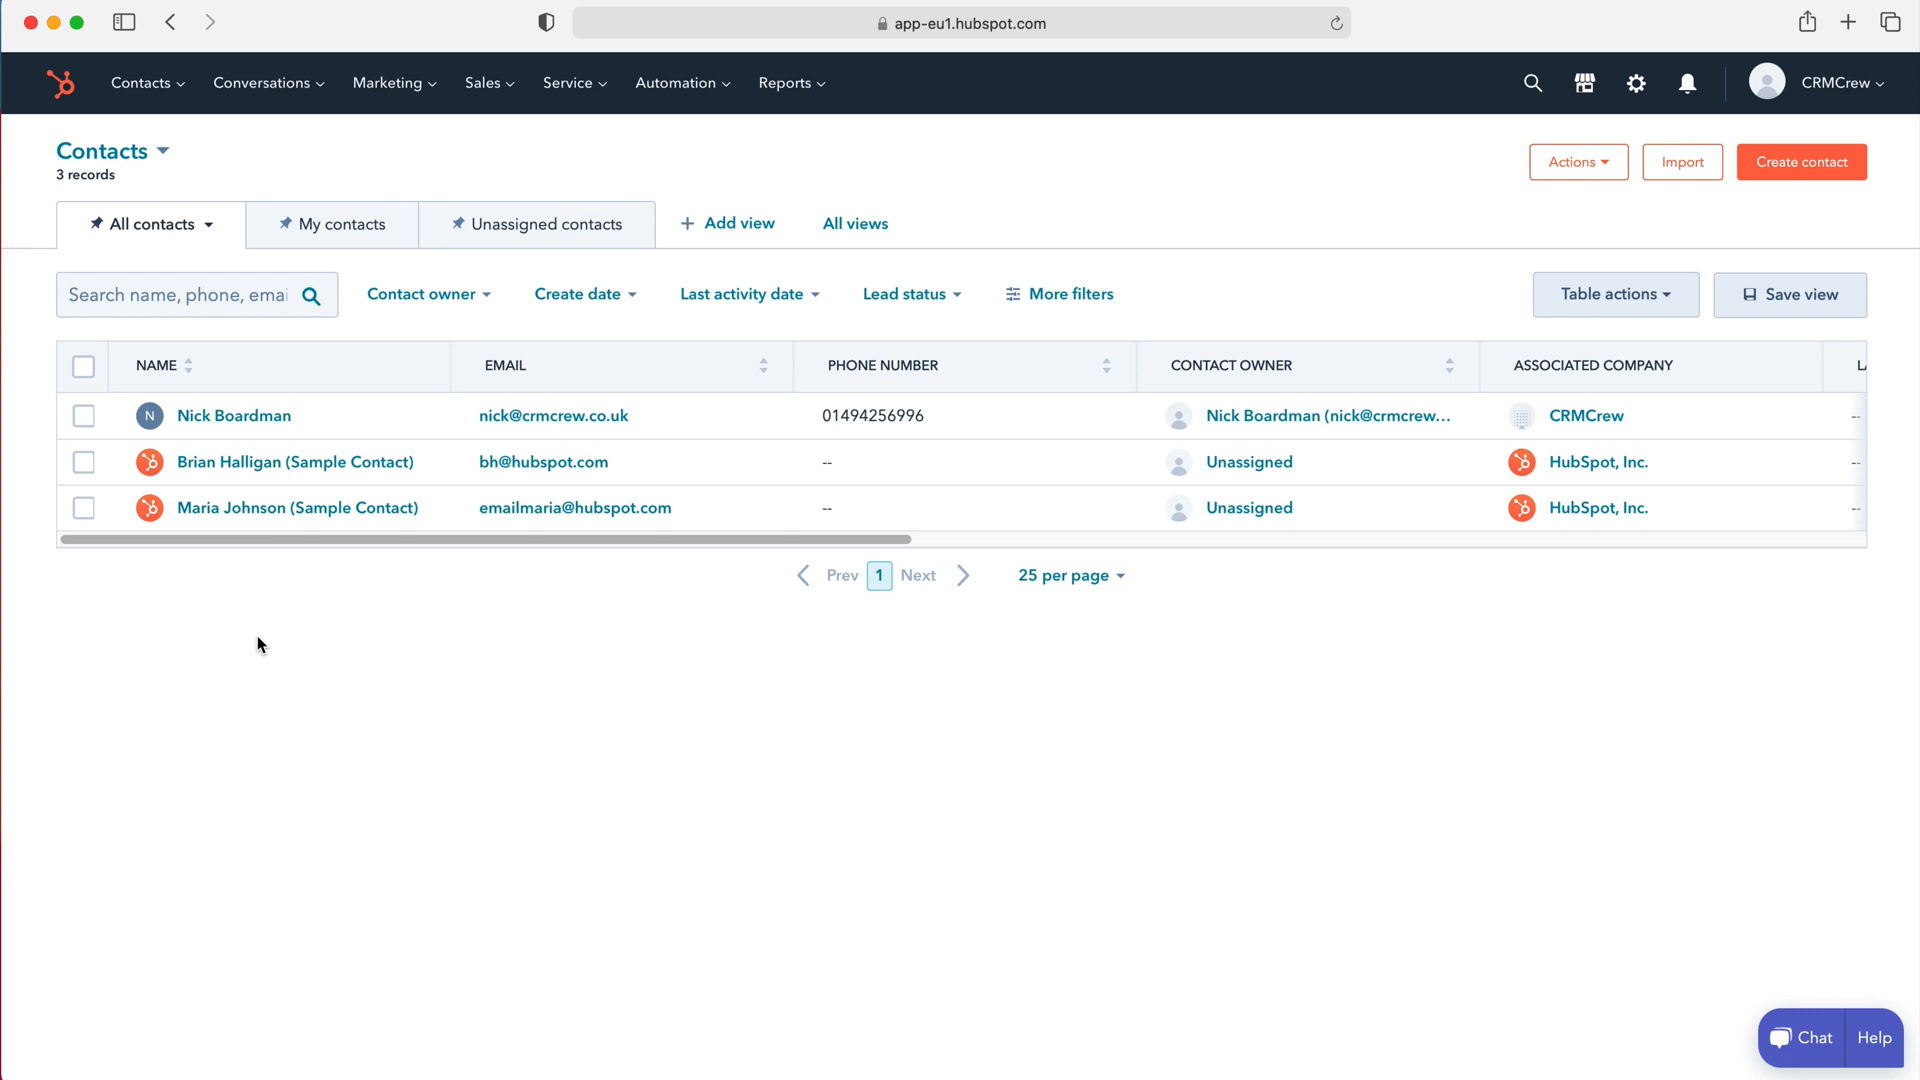 app-eu1.hubspot.com
Contacts Conversations Marketing Sales Service Automation Reports CRMCrew
Contacts
3 records
Actions Import Create contact
All contacts My contacts Unassigned contacts + Add view All views
Search name, phone, emai Contact owner Create date Last activity date Lead status More filters Table actions Save view
NAME EMAIL PHONE NUMBER CONTACT OWNER ASSOCIATED COMPANY
N Nick Boardman nick@crmcrew.co.uk 01494256996 Nick Boardman (nick@crmcrew... CRMCrew --
Brian Halligan (Sample Contact) bh@hubspot.com -- Unassigned HubSpot, Inc. --
Maria Johnson (Sample Contact) emailmaria@hubspot.com -- Unassigned HubSpot, Inc. --
Prev 1 Next 25 per page
Chat Help